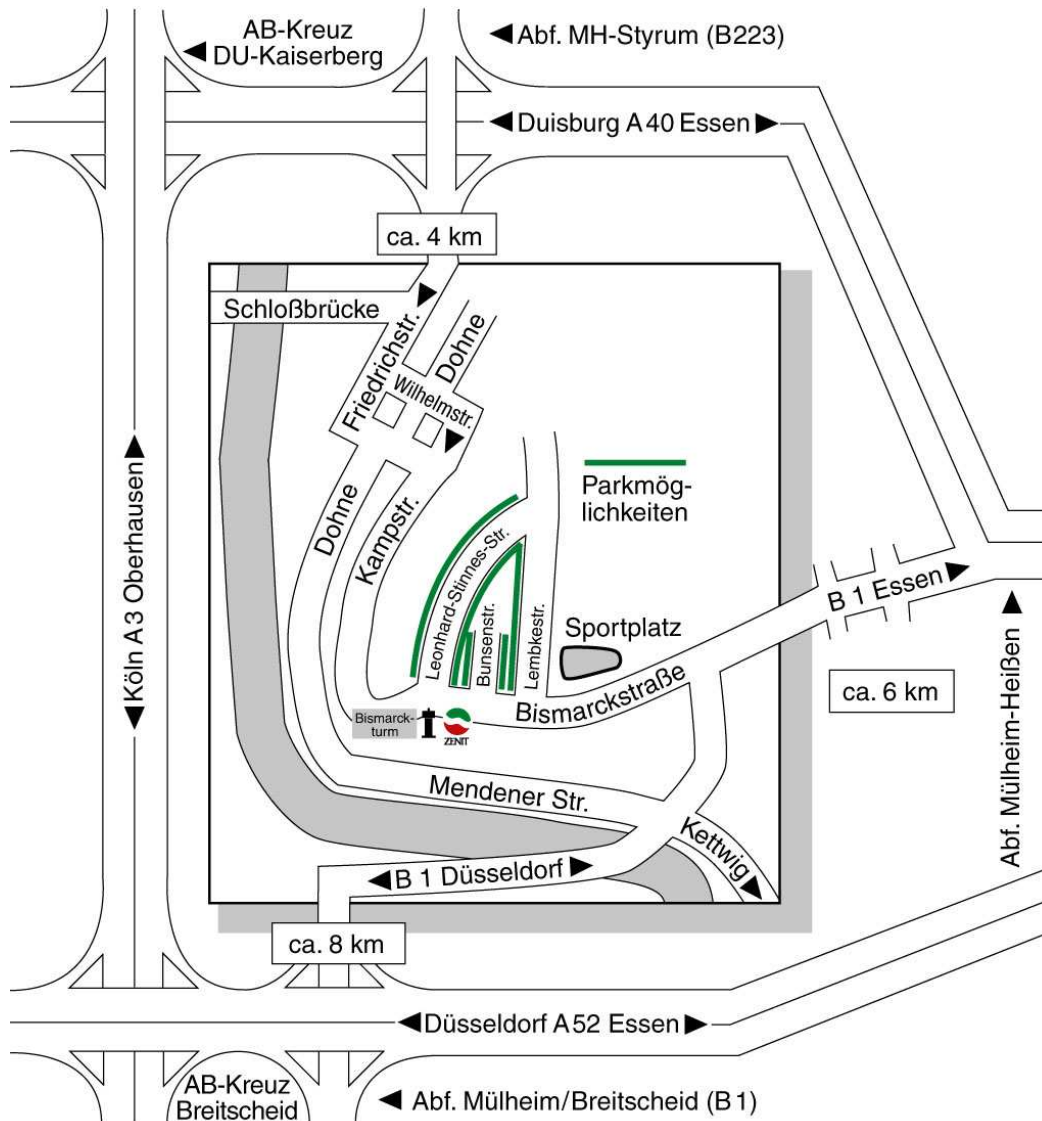 AB-Kreuz
DU-Kaiserberg
Abf. MH-Styrum (B223)
Duisburg A 40 Essen
ca. 4 km
Schloßbrücke
Friedrichstr.
Dohne
Wilhelmstr.
Dohne
Kampstr.
Parkmög-
lichkeiten
Leonhard-Stinnes-Str.
Bunsenstr.
Lembkestr.
Sportplatz
B 1 Essen
Köln A 3 Oberhausen
Bismarckstraße
ca. 6 km
Bismarck-
turm
ZENIT
Mendener Str.
Kettwig
Abf. Mülheim-Heißen
B 1 Düsseldorf
ca. 8 km
Düsseldorf A 52 Essen
AB-Kreuz
Breitscheid
Abf. Mülheim/Breitscheid (B 1)